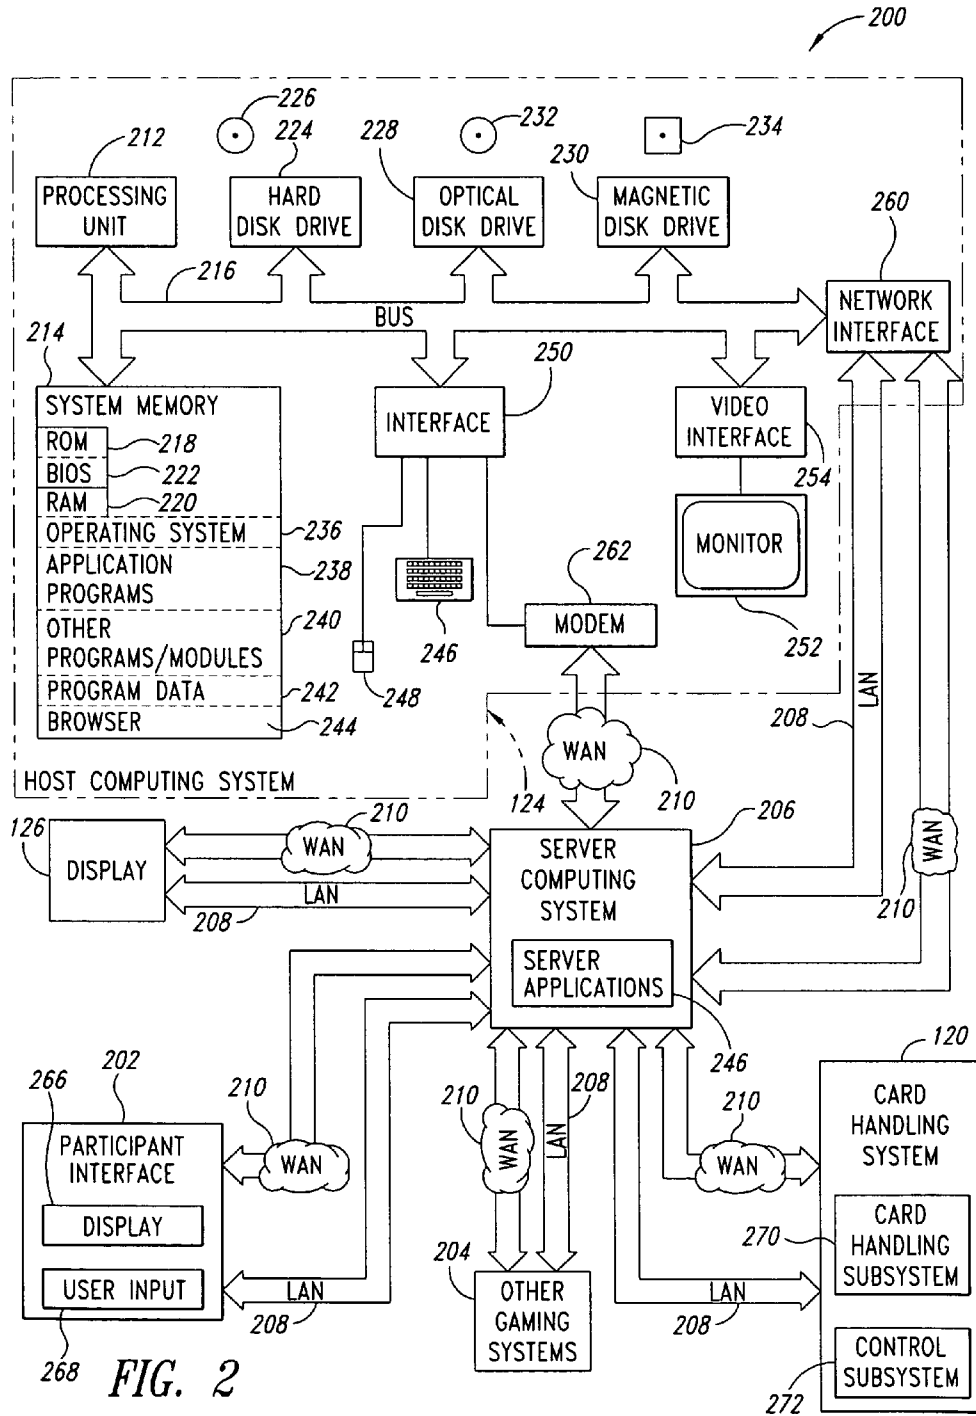 200
226
232
234
212
224
228
230
PROCESSING
UNIT
HARD
DISK DRIVE
OPTICAL
DISK DRIVE
MAGNETIC
DISK DRIVE
260
216
BUS
NETWORK
INTERFACE
214
250
SYSTEM MEMORY
ROM
218
BIOS
222
RAM
220
OPERATING SYSTEM
236
APPLICATION
PROGRAMS
238
OTHER
PROGRAMS/MODULES
240
PROGRAM DATA
242
BROWSER
244
INTERFACE
VIDEO
INTERFACE
254
MONITOR
252
246
248
262
MODEM
WAN
210
124
HOST COMPUTING SYSTEM
208
LAN
WAN
210
126
DISPLAY
210
WAN
LAN
208
206
SERVER
COMPUTING
SYSTEM
SERVER
APPLICATIONS
246
202
266
210
PARTICIPANT
INTERFACE
WAN
DISPLAY
USER INPUT
LAN
208
268
210
WAN
LAN
208
204
OTHER
GAMING
SYSTEMS
210
WAN
LAN
208
120
CARD
HANDLING
SYSTEM
270
CARD
HANDLING
SUBSYSTEM
CONTROL
SUBSYSTEM
272
FIG. 2